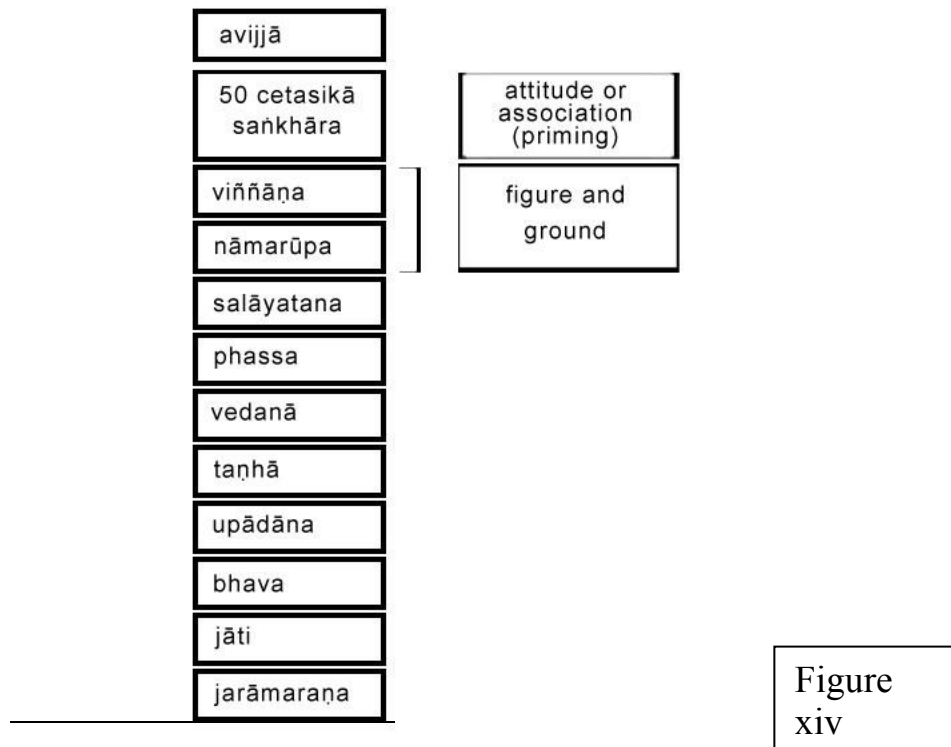 avijjā
50 cetasikā
saṅkhāra
attitude or
association
(priming)
viññāṇa
nāmarūpa
figure and
ground
salāyatana
phassa
vedanā
taṇhā
upādāna
bhava
jāti
jarāmaraṇa
Figure
xiv